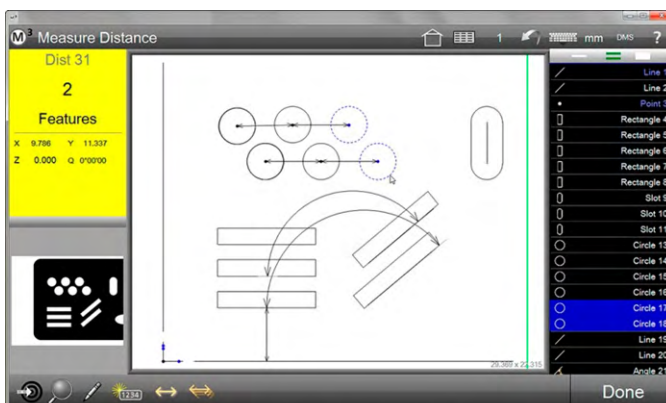 M3 Measure Distance
1
mm
DMS
?
Dist 31
2
Features
X 9.786 Y 11.337
Z 0.000 Q 0°00'00
29.369 x 22.315
Line 1
Line 2
Point 3
Rectangle 4
Rectangle 5
Rectangle 6
Rectangle 7
Rectangle 8
Slot 9
Slot 10
Slot 11
Circle 13
Circle 14
Circle 15
Circle 16
Circle 17
Circle 18
Line 19
Line 20
Angle 21
1234
Done